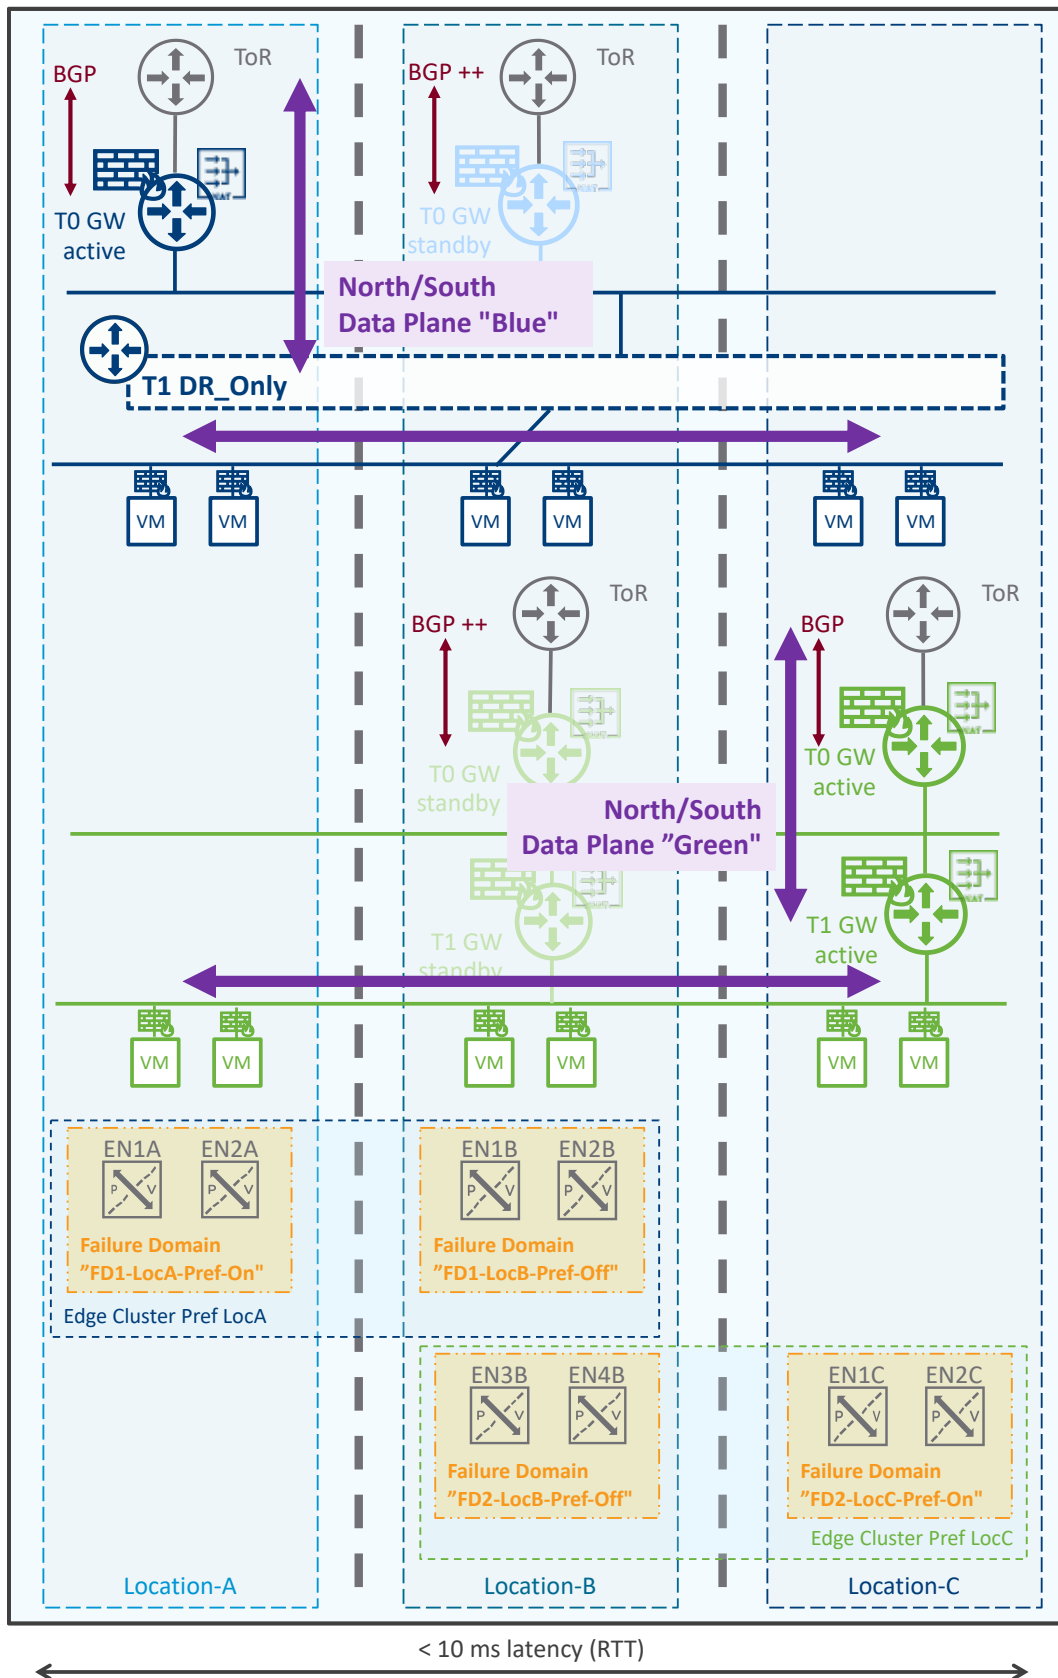 ToR
BGP
NAT
T0 GW
active
ToR
BGP ++
NAT
T0 GW
standby
North/South
Data Plane "Blue"
T1 DR_Only
VM
VM
VM
VM
VM
VM
ToR
BGP ++
NAT
T0 GW
standby
ToR
BGP
NAT
T0 GW
active
North/South
Data Plane ”Green"
T1 GW
standby
NAT
T1 GW
active
VM
VM
VM
VM
VM
VM
EN1A
EN2A
P
V
P
V
Failure Domain
”FD1-LocA-Pref-On"
EN1B
EN2B
P
V
P
V
Failure Domain
”FD1-LocB-Pref-Off"
Edge Cluster Pref LocA
EN3B
EN4B
P
V
P
V
Failure Domain
”FD2-LocB-Pref-Off"
EN1C
EN2C
P
V
P
V
Failure Domain
”FD2-LocC-Pref-On"
Edge Cluster Pref LocC
Location-A
Location-B
Location-C
< 10 ms latency (RTT)